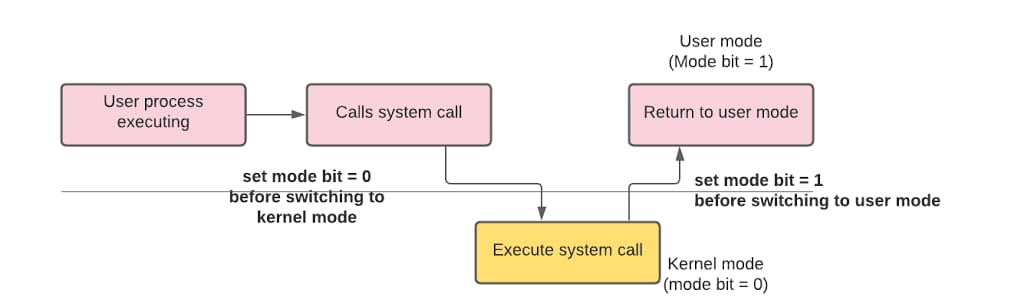 User mode
(Mode bit = 1)
User process
executing
Calls system call
Return to user mode
set mode bit = 0
before switching to
kernel mode
set mode bit = 1
before switching to user mode
Execute system call
Kernel mode
(mode bit = 0)